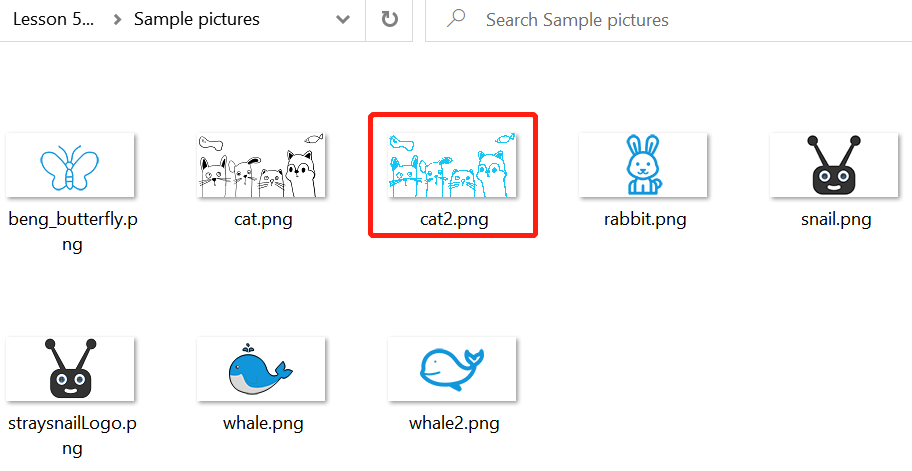 Lesson 5... > Sample pictures
Search Sample pictures
beng_butterfly.p
ng
cat.png
cat2.png
rabbit.png
snail.png
straysnailLogo.p
ng
whale.png
whale2.png